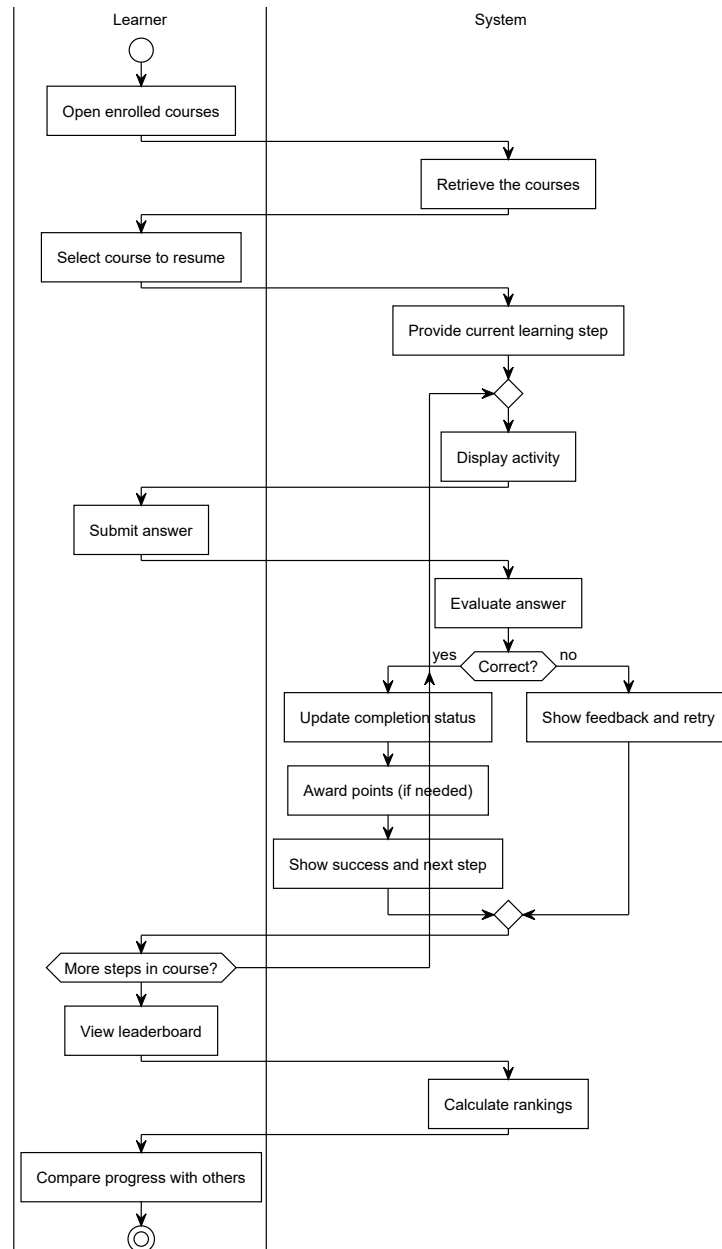 Learner
System
Open enrolled courses
Retrieve the courses
Select course to resume
Provide current learning step
Display activity
Submit answer
Evaluate answer
yes
Correct?
no
Update completion status
Show feedback and retry
Award points (if needed)
Show success and next step
More steps in course?
View leaderboard
Calculate rankings
Compare progress with others